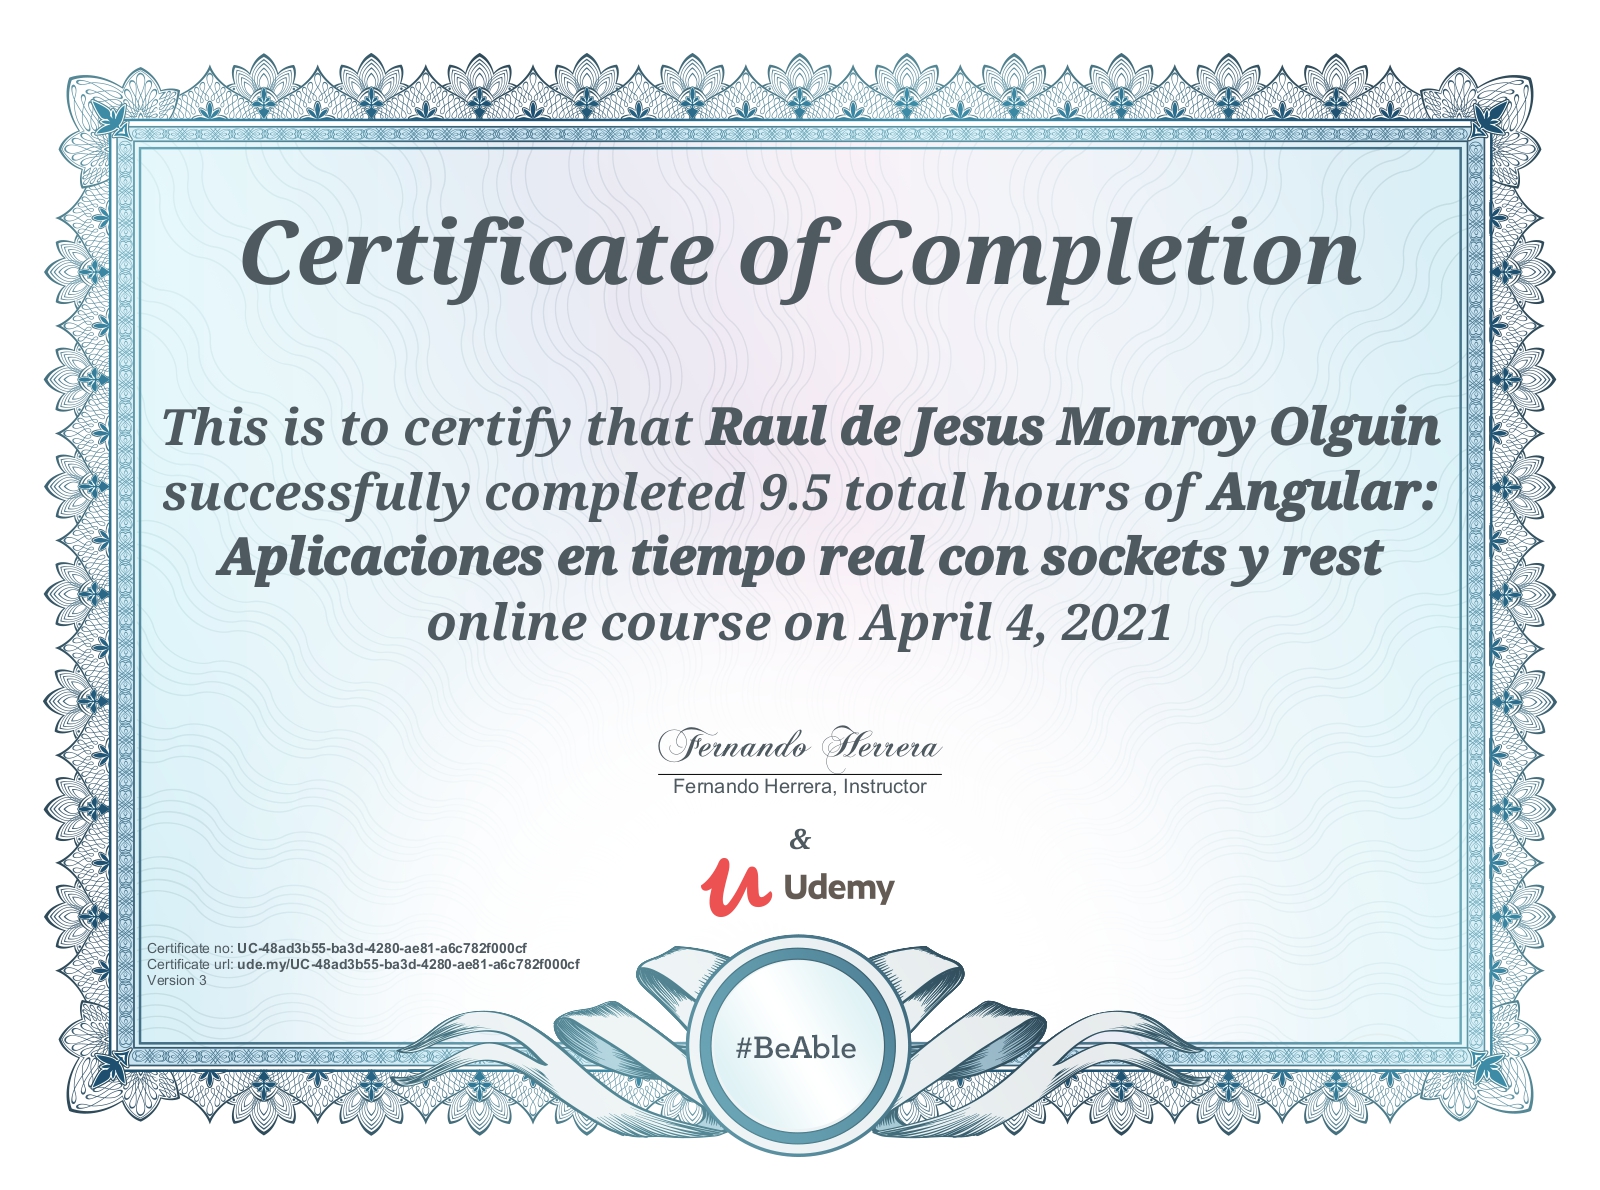 Certificate of Completion
This is to certify that Raul de Jesus Monroy Olguin
successfully completed 9.5 total hours of Angular:
Aplicaciones en tiempo real con sockets y rest
online course on April 4, 2021
Fernando Herrera
Fernando Herrera, Instructor
&
Udemy
Certificate no: UC-48ad3b55-ba3d-4280-ae81-a6c782f000cf
Certificate url: ude.my/UC-48ad3b55-ba3d-4280-ae81-a6c782f000cf
Version 3
#BeAble